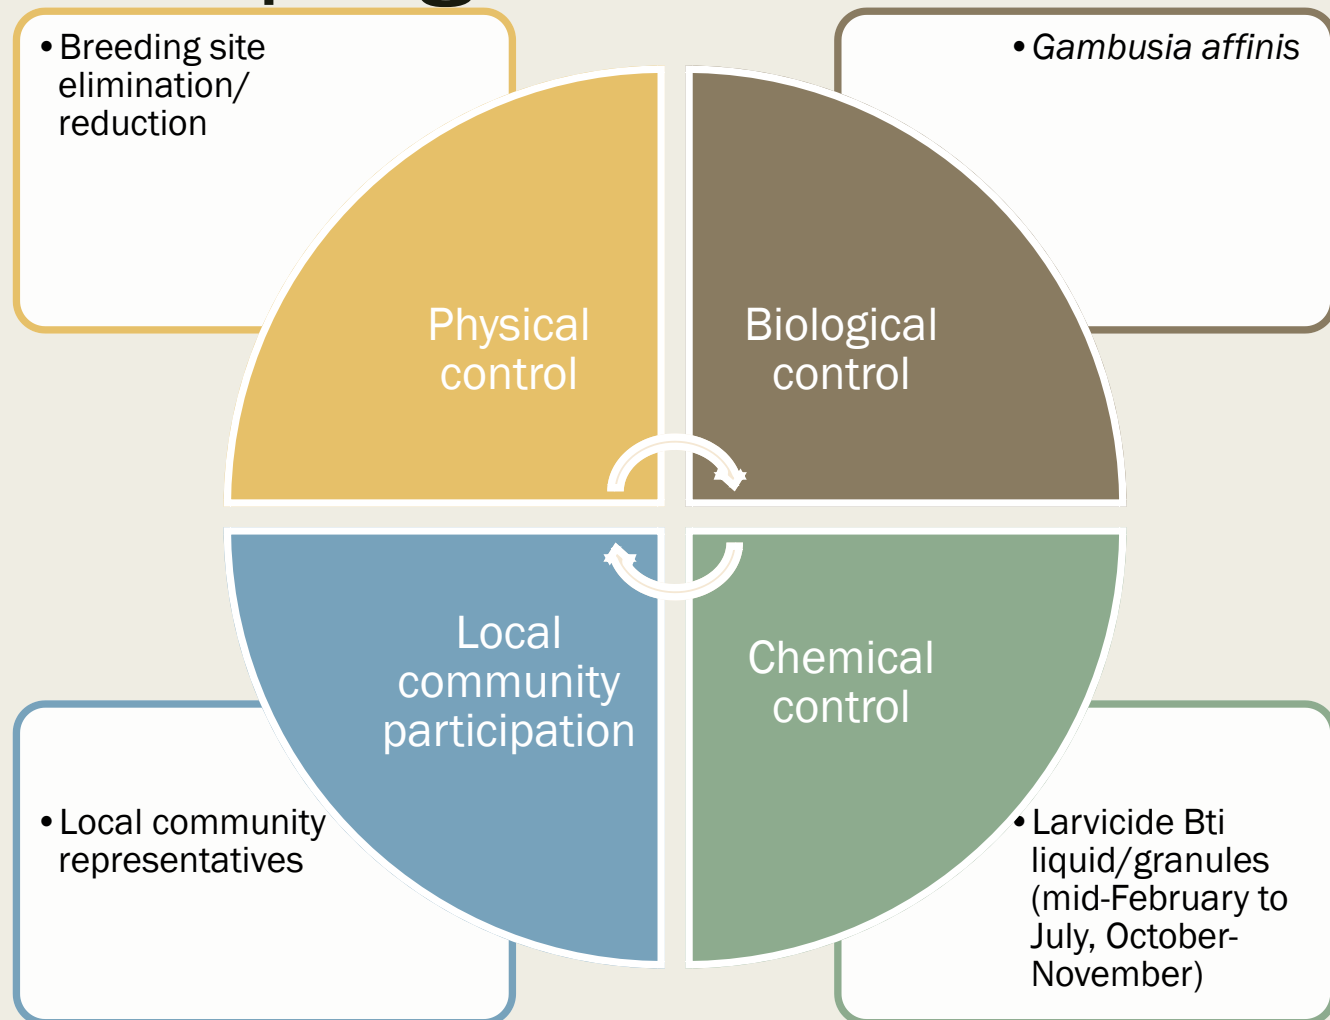 • Breeding site
elimination/
reduction
• Gambusia affinis
Physical
control
Biological
control
Local
community
participation
Chemical
control
• Local community
representatives
• Larvicide Bti
liquid/granules
(mid-February to
July, October-
November)